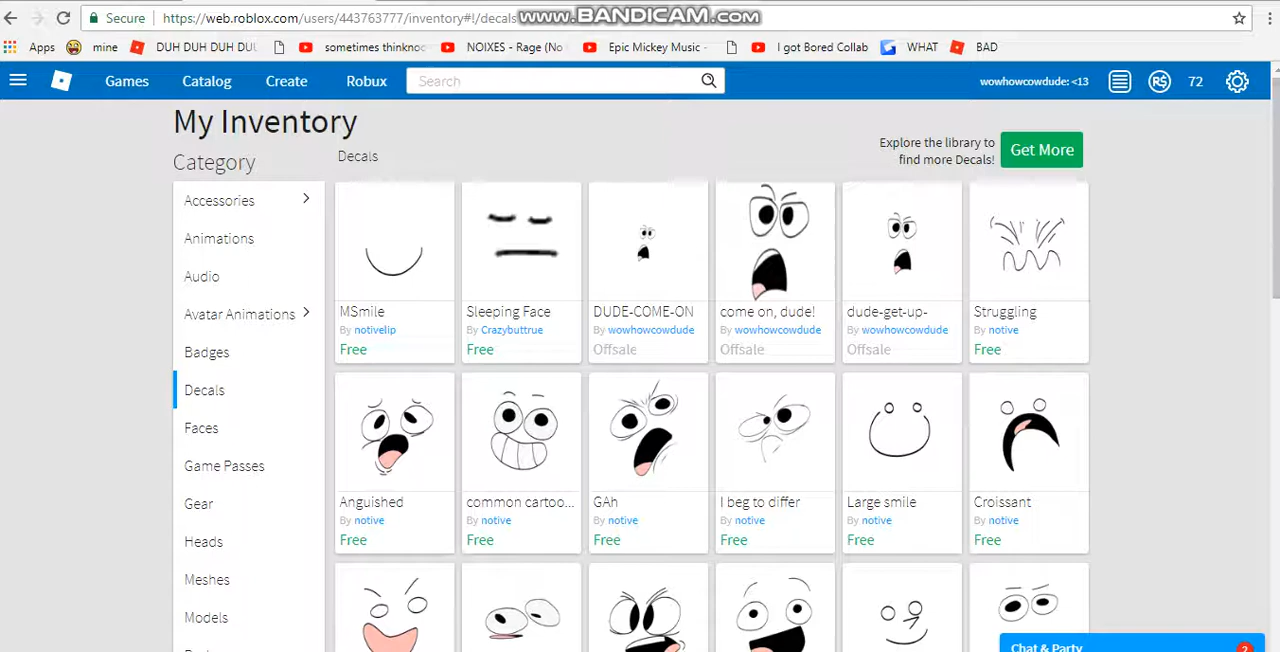 Secure https://web.roblox.com/users/443763777/inventory#!/decals
www.BANDICAM.com
Apps mine DUH DUH DUH DU sometimes thinknoo NOIXES - Rage (No Epic Mickey Music - I got Bored Collab WHAT BAD
Games Catalog Create Robux Search wowhowcowdude: <13 R$ 72
My Inventory
Category
Decals
Explore the library to
find more Decals!
Get More
Accessories
Animations
Audio
Avatar Animations
Badges
Decals
Faces
Game Passes
Gear
Heads
Meshes
Models
MSmile Sleeping Face DUDE-COME-ON come on, dude! dude-get-up- Struggling
By notivelip By Crazybuttrue By wowhowcowdude By wowhowcowdude By wowhowcowdude By notive
Free Free Offsale Offsale Offsale Free
Anguished common cartoo... GAh I beg to differ Large smile Croissant
By notive By notive By notive By notive By notive By notive
Free Free Free Free Free Free
Chat & Party 2